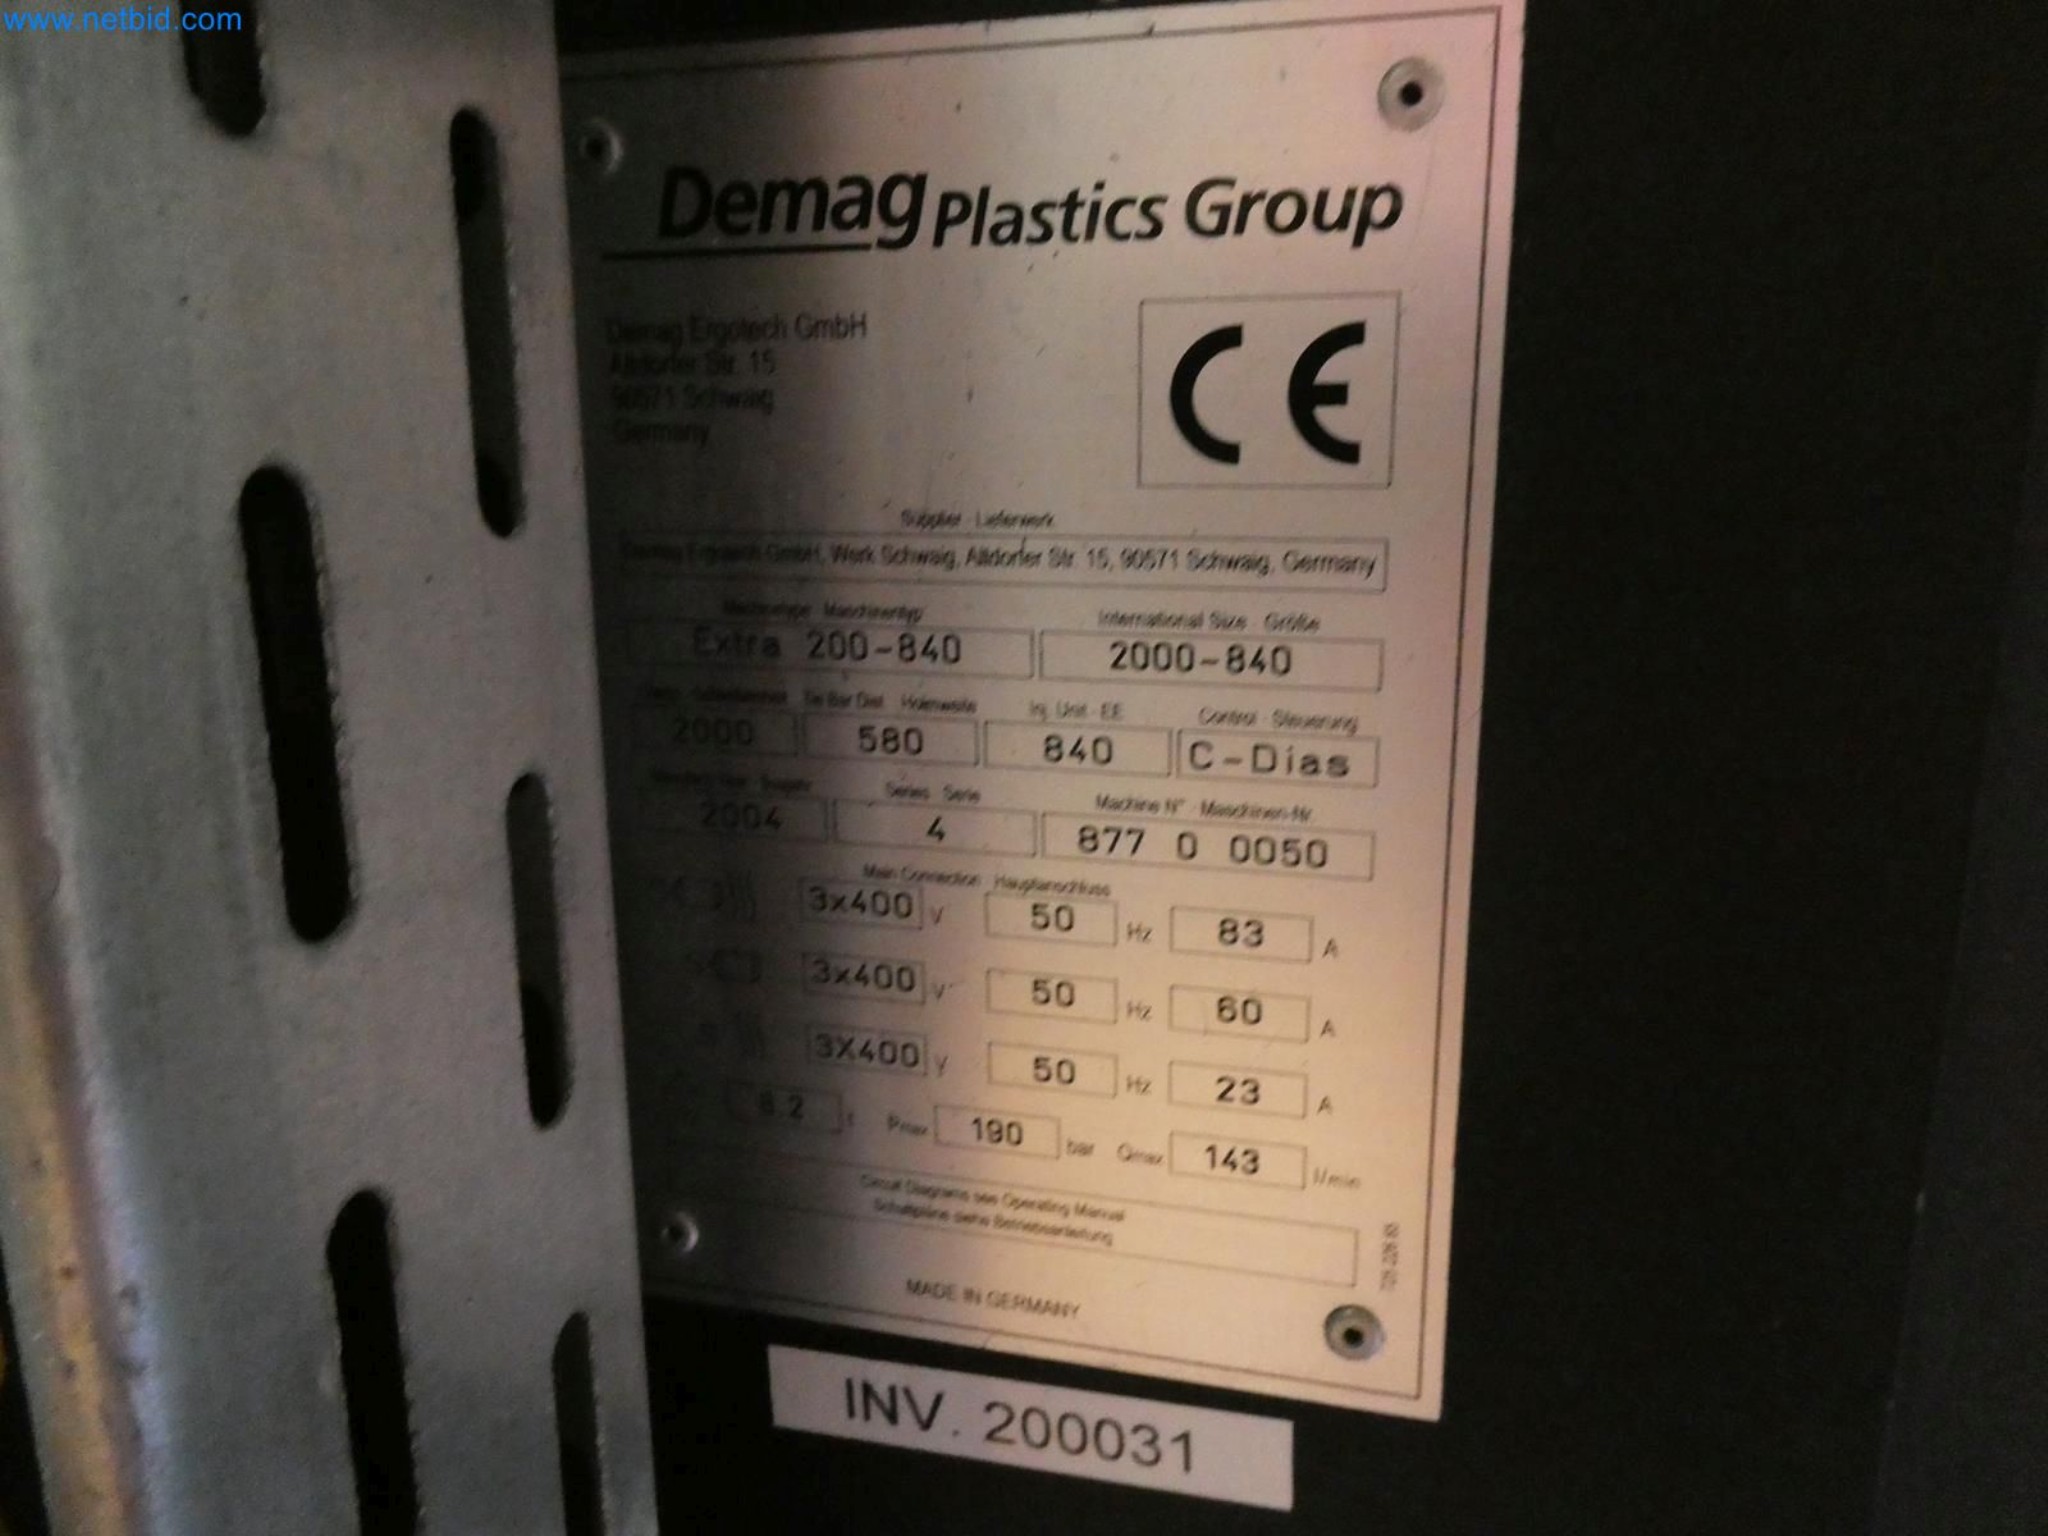 www.netbid.com
Demag Plastics Group
Demag Ergotech GmbH
Altdorfer Str. 15
90571 Schwaig
Germany
CE
Supplier - Lieferwerk
Demag Ergotech GmbH, Werk Schwaig, Altdorfer Str. 15, 90571 Schwaig, Germany
Maschinentyp International Size - Größe
Extra 200-840 2000-840
Tie Bar Dist. Holmweite Inj. Unit - EE Control - Steuerung
2000 580 840 C-Dias
Series - Serie Machine N° - Maschinen-Nr.
2004 4 877 0 0050
Main Connection Hauptanschluss
3x400 V 50 Hz 83 A
3x400 V 50 Hz 60 A
3X400 V 50 Hz 23 A
8.2 t Pmax 190 bar Qmax 143 l/min
Circuit Diagrams see Operating Manual
Schaltpläne siehe Betriebsanleitung
MADE IN GERMANY
INV. 200031